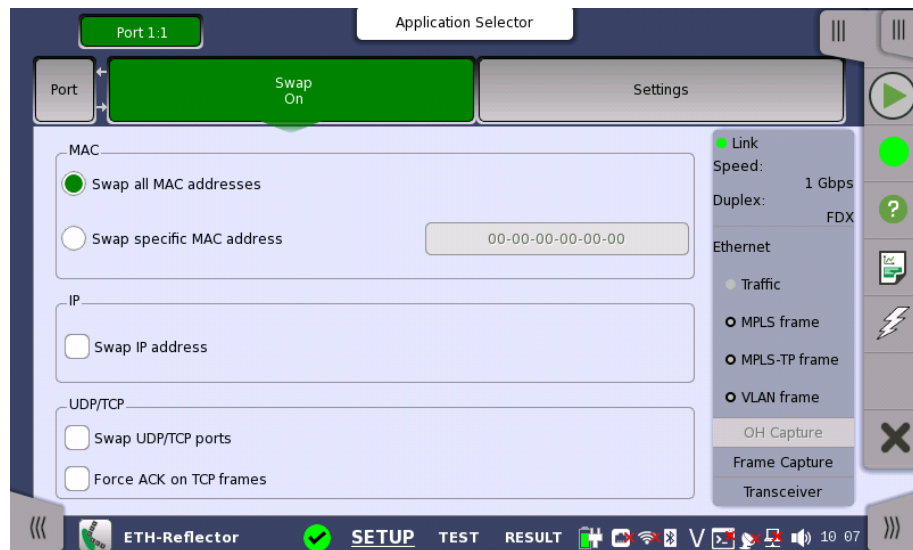 Port 1:1
Application Selector
Port
Swap
On
Settings
MAC
Swap all MAC addresses
Swap specific MAC address
00-00-00-00-00-00
IP
Swap IP address
UDP/TCP
Swap UDP/TCP ports
Force ACK on TCP frames
Link
Speed:
1 Gbps
Duplex:
FDX
Ethernet
Traffic
MPLS frame
MPLS-TP frame
VLAN frame
OH Capture
Frame Capture
Transceiver
ETH-Reflector
SETUP
TEST
RESULT
V
10 07